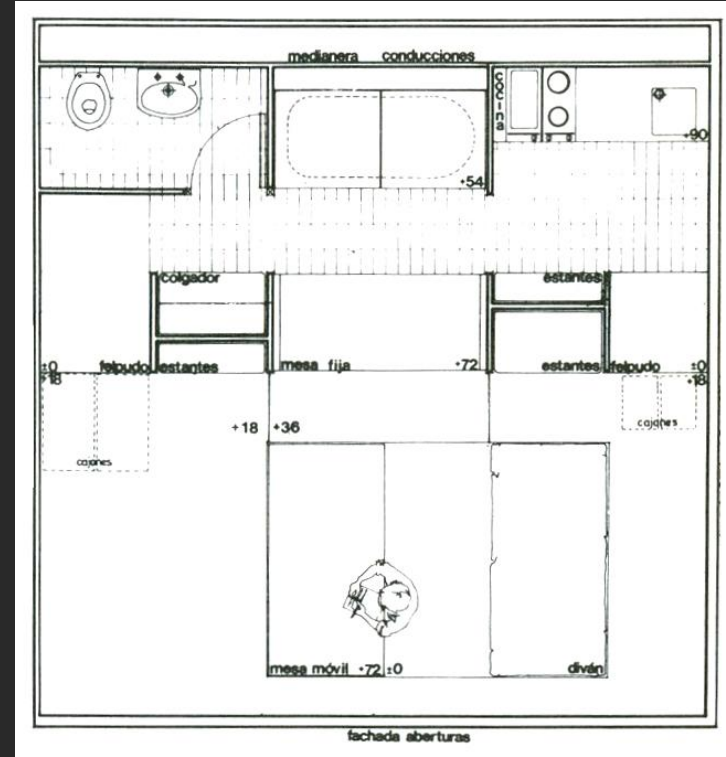 medianera conducciones
cocina
+90
+54
colgador
estantes
±0 felpudo estantes
mesa fija +72
estantes felpudo ±0
+18
+18
cajones
cajones
+18 +36
mesa móvil +72 ±0
diván
fachada aberturas